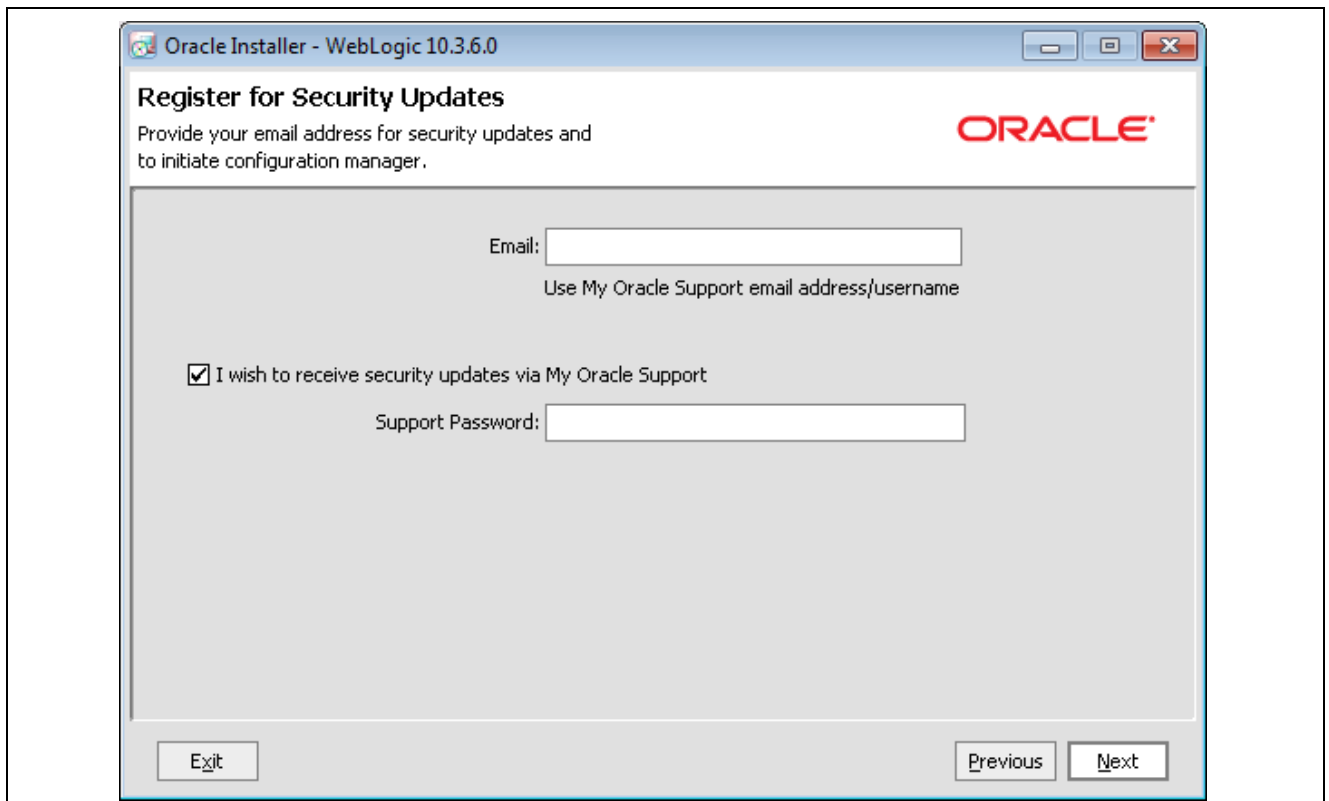 Oracle Installer - WebLogic 10.3.6.0
Register for Security Updates
Provide your email address for security updates and
to initiate configuration manager.
ORACLE
Email:
Use My Oracle Support email address/username
I wish to receive security updates via My Oracle Support
Support Password:
Exit
Previous
Next